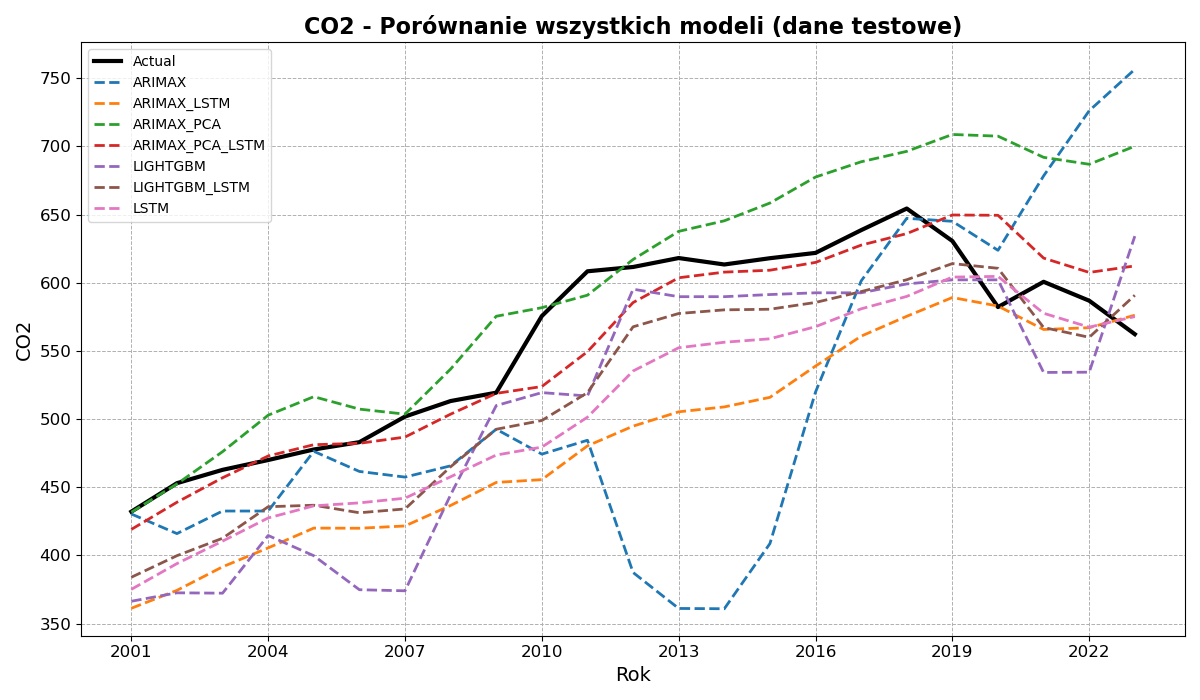 CO2 - Porównanie wszystkich modeli (dane testowe)
Actual
ARIMAX
ARIMAX_LSTM
ARIMAX_PCA
ARIMAX_PCA_LSTM
LIGHTGBM
LIGHTGBM_LSTM
LSTM
CO2
750
700
650
600
550
500
450
400
350
2001 2004 2007 2010 2013 2016 2019 2022
Rok